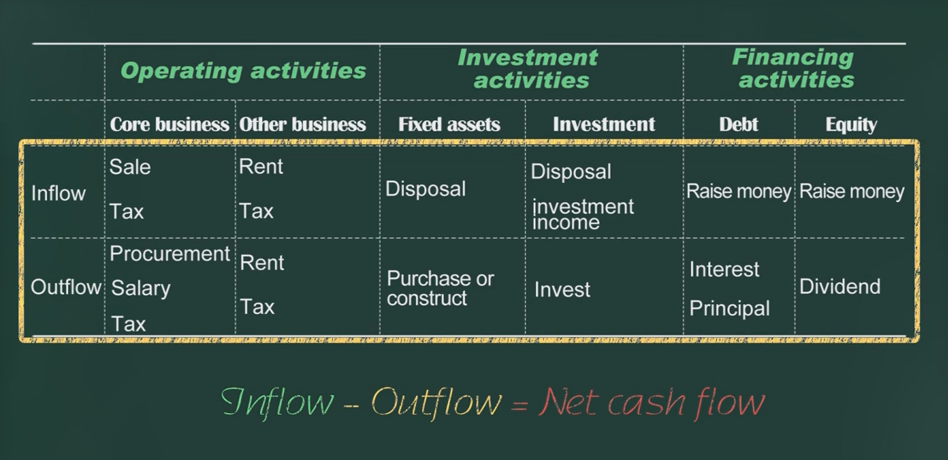 Operating activities
Investment
activities
Financing
activities
Core business
Other business
Fixed assets
Investment
Debt
Equity
Inflow
Sale
Tax
Rent
Tax
Disposal
Disposal
investment
income
Raise money
Raise money
Outflow
Procurement
Salary
Tax
Rent
Tax
Purchase or
construct
Invest
Interest
Principal
Dividend
Inflow - Outflow = Net cash flow